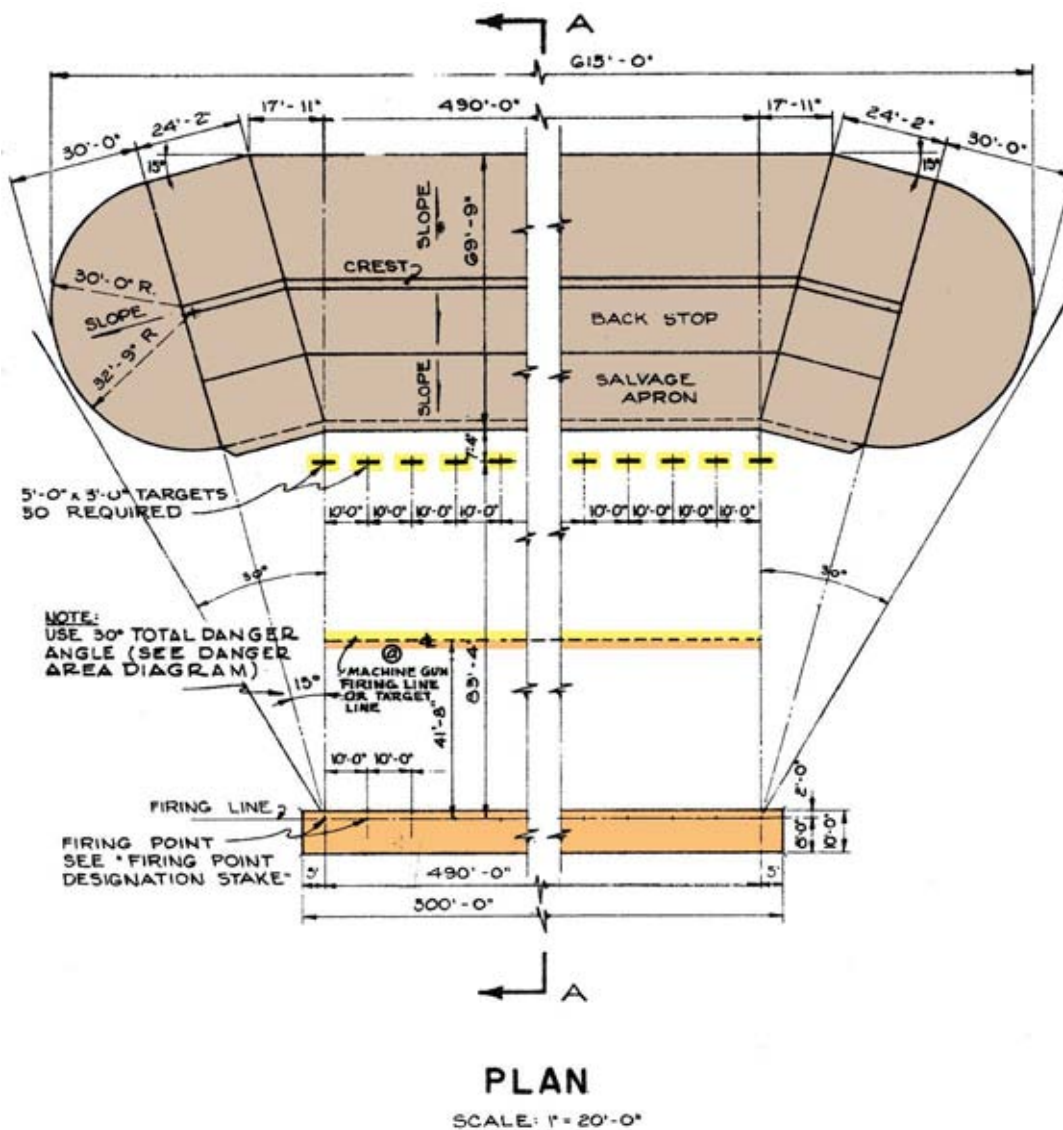 A
615'-0"
17'-11"
490'-0"
17'-11"
30'-0"
24'-2"
24'-2"
30'-0"
15°
15°
SLOPE
69'-9"
CREST
30'-0" R.
SLOPE
32'-9" R
BACK STOP
SLOPE
SALVAGE
APRON
7'-4"
5'-0" x 3'-0" TARGETS
50 REQUIRED
10'-0" 10'-0" 10'-0" 10'-0"
10'-0" 10'-0" 10'-0" 10'-0"
30°
30°
NOTE:
USE 30° TOTAL DANGER
ANGLE (SEE DANGER
AREA DIAGRAM)
15°
MACHINE GUN
FIRING LINE
OR TARGET
LINE
41'-8"
83'-4"
10'-0" 10'-0"
FIRING LINE
2'-0"
8'-0"
10'-0"
FIRING POINT
SEE "FIRING POINT
DESIGNATION STAKE"
5'
490'-0"
5'
500'-0"
A
PLAN
SCALE: 1" = 20'-0"